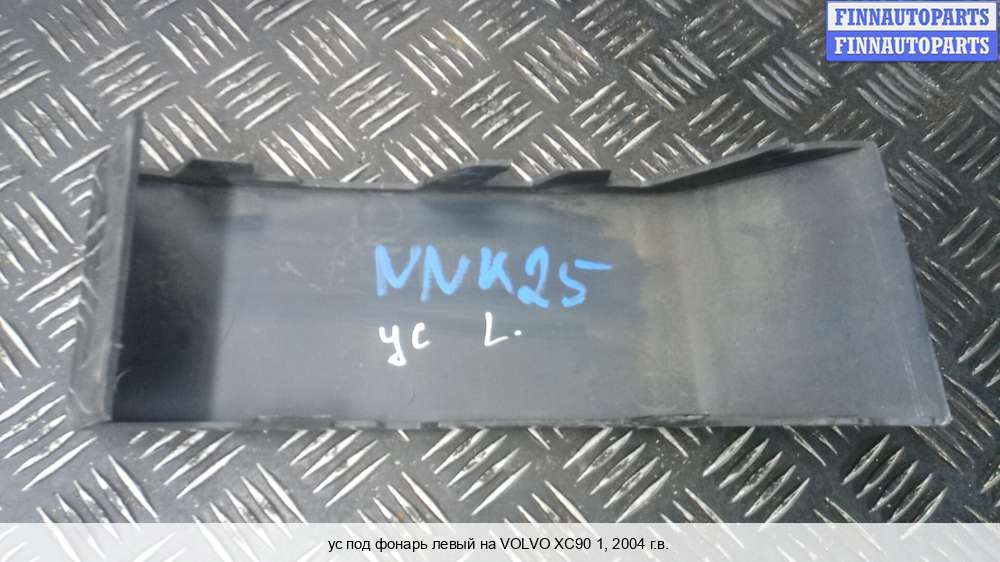 FINNAUTOPARTS
FINNAUTOPARTS
NNK25
ус L.
ус под фонарь левый на VOLVO XC90 1, 2004 г.в.